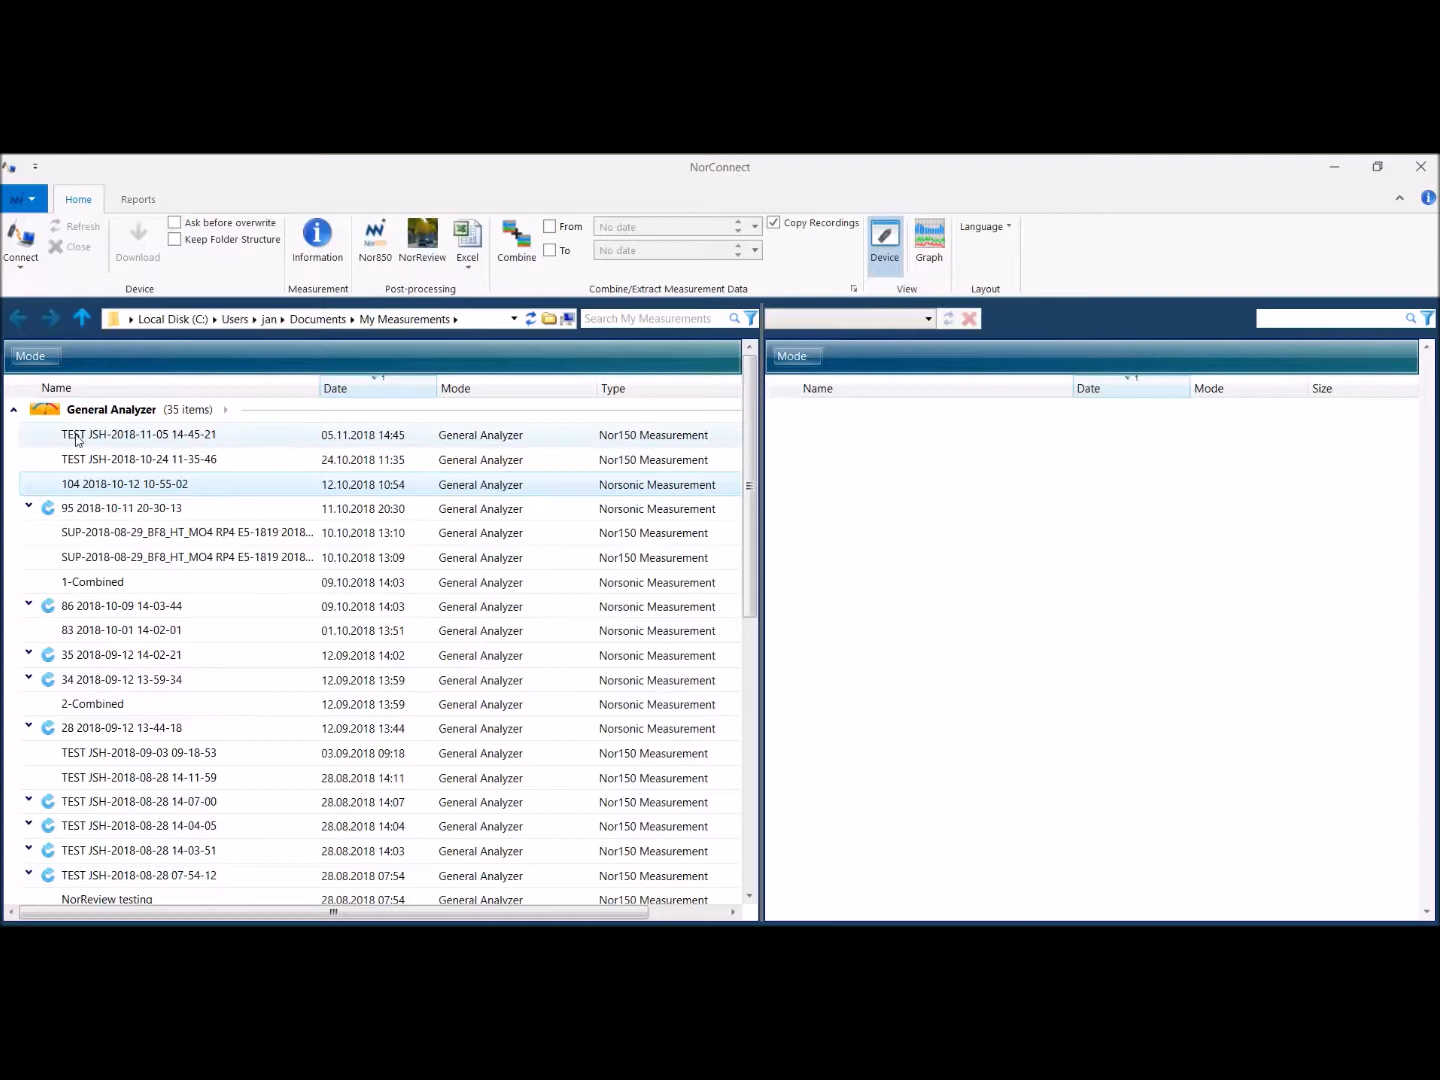 NorConnect
Home Reports
Connect Refresh Close Download Ask before overwrite Keep Folder Structure Information Nor850 Nor850 NorReview Excel Combine From No date To No date Copy Recordings Device Graph Language
Device Measurement Post-processing Combine/Extract Measurement Data View Layout
Local Disk (C:) Users jan Documents My Measurements Search My Measurements
Mode Mode
Name Date 1 Mode Type Name Date 1 Mode Size
General Analyzer (35 items)
TEST JSH-2018-11-05 14-45-21 05.11.2018 14:45 General Analyzer Nor150 Measurement
TEST JSH-2018-10-24 11-35-46 24.10.2018 11:35 General Analyzer Nor150 Measurement
104 2018-10-12 10-55-02 12.10.2018 10:54 General Analyzer Norsonic Measurement
95 2018-10-11 20-30-13 11.10.2018 20:30 General Analyzer Norsonic Measurement
SUP-2018-08-29_BF8_HT_MO4 RP4 E5-1819 2018... 10.10.2018 13:10 General Analyzer Nor150 Measurement
SUP-2018-08-29_BF8_HT_MO4 RP4 E5-1819 2018... 10.10.2018 13:09 General Analyzer Nor150 Measurement
1-Combined 09.10.2018 14:03 General Analyzer Norsonic Measurement
86 2018-10-09 14-03-44 09.10.2018 14:03 General Analyzer Norsonic Measurement
83 2018-10-01 14-02-01 01.10.2018 13:51 General Analyzer Norsonic Measurement
35 2018-09-12 14-02-21 12.09.2018 14:02 General Analyzer Norsonic Measurement
34 2018-09-12 13-59-34 12.09.2018 13:59 General Analyzer Norsonic Measurement
2-Combined 12.09.2018 13:59 General Analyzer Norsonic Measurement
28 2018-09-12 13-44-18 12.09.2018 13:44 General Analyzer Norsonic Measurement
TEST JSH-2018-09-03 09-18-53 03.09.2018 09:18 General Analyzer Nor150 Measurement
TEST JSH-2018-08-28 14-11-59 28.08.2018 14:11 General Analyzer Nor150 Measurement
TEST JSH-2018-08-28 14-07-00 28.08.2018 14:07 General Analyzer Nor150 Measurement
TEST JSH-2018-08-28 14-04-05 28.08.2018 14:04 General Analyzer Nor150 Measurement
TEST JSH-2018-08-28 14-03-51 28.08.2018 14:03 General Analyzer Nor150 Measurement
TEST JSH-2018-08-28 07-54-12 28.08.2018 07:54 General Analyzer Nor150 Measurement
NorReview testing 28.08.2018 07:54 General Analyzer Nor150 Measurement